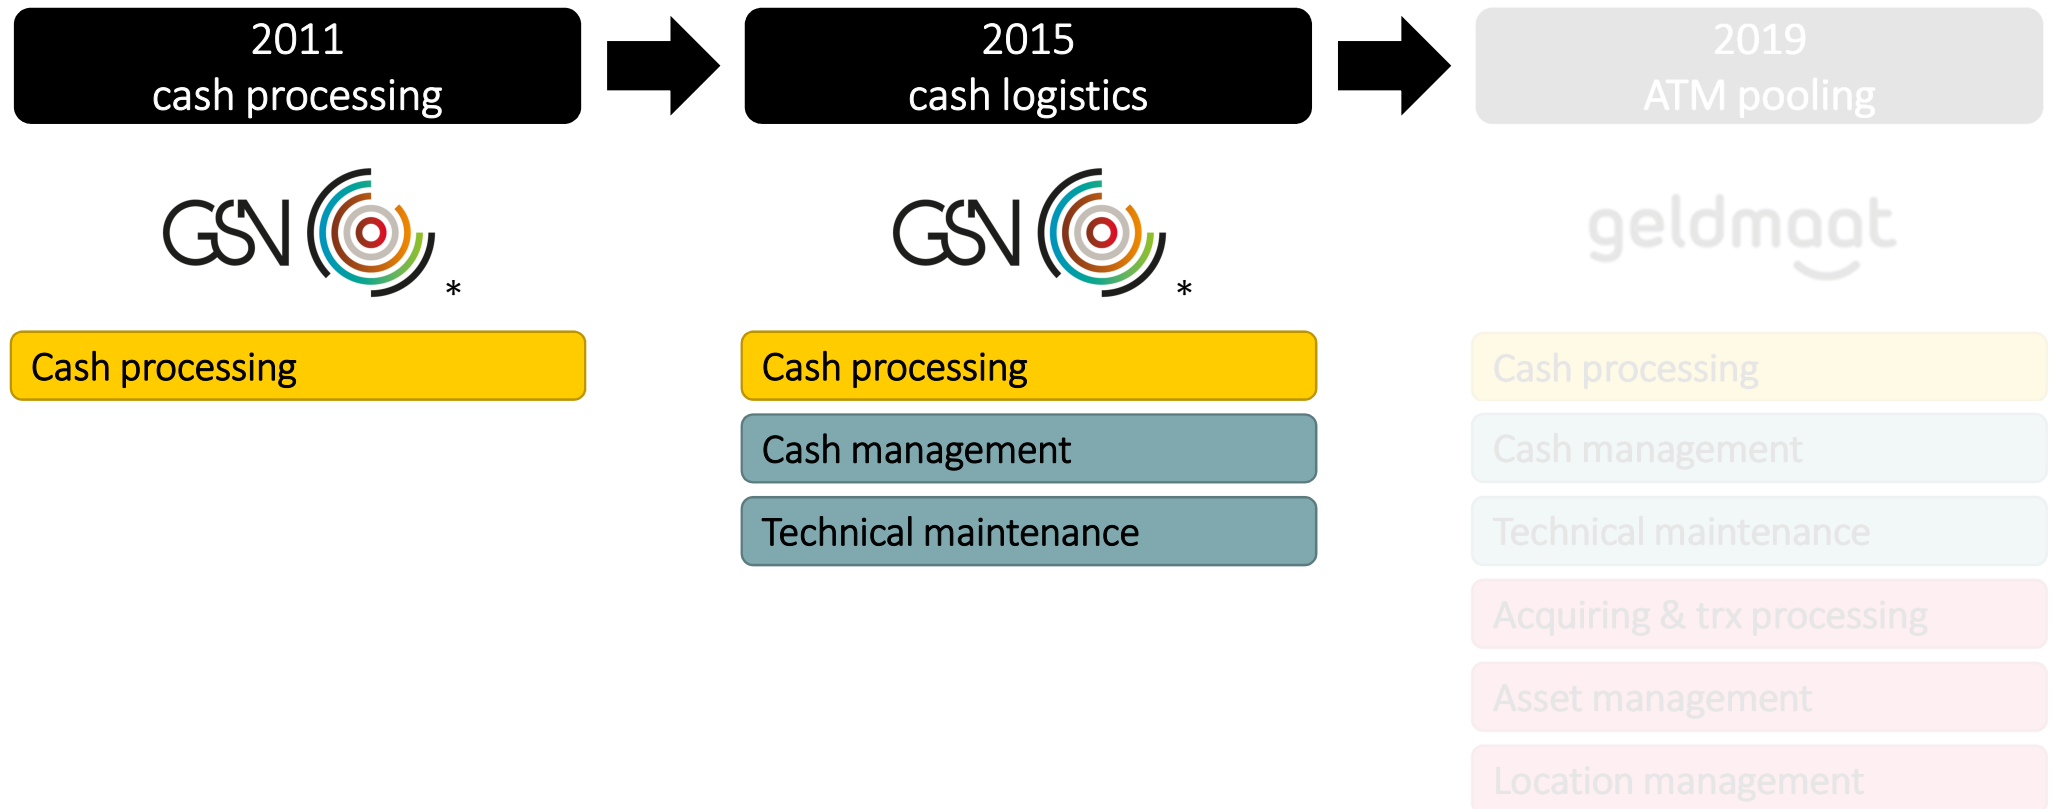 2011
cash processing
2015
cash logistics
2019
ATM pooling
GSN
*
GSN
*
geldmaat
Cash processing
Cash processing
Cash management
Technical maintenance
Cash processing
Cash management
Technical maintenance
Acquiring & trx processing
Asset management
Location management